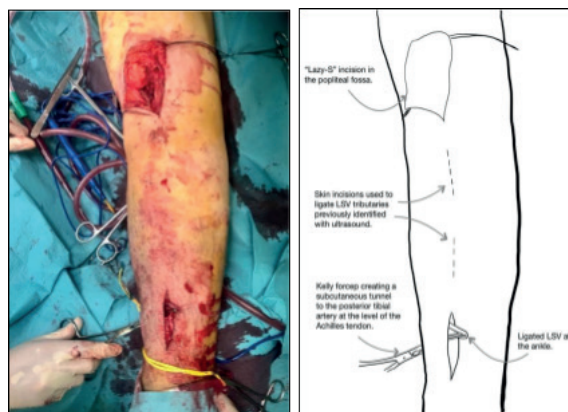 "Lazy-S" incision in
the popliteal fossa.
Skin incisions used to
ligate LSV tributaries
previously identified
with ultrasound.
Kelly forcep creating a
subcutaneous tunnel
to the posterior tibial
artery at the level of the
Achilles tendon.
Ligated LSV at
the ankle.